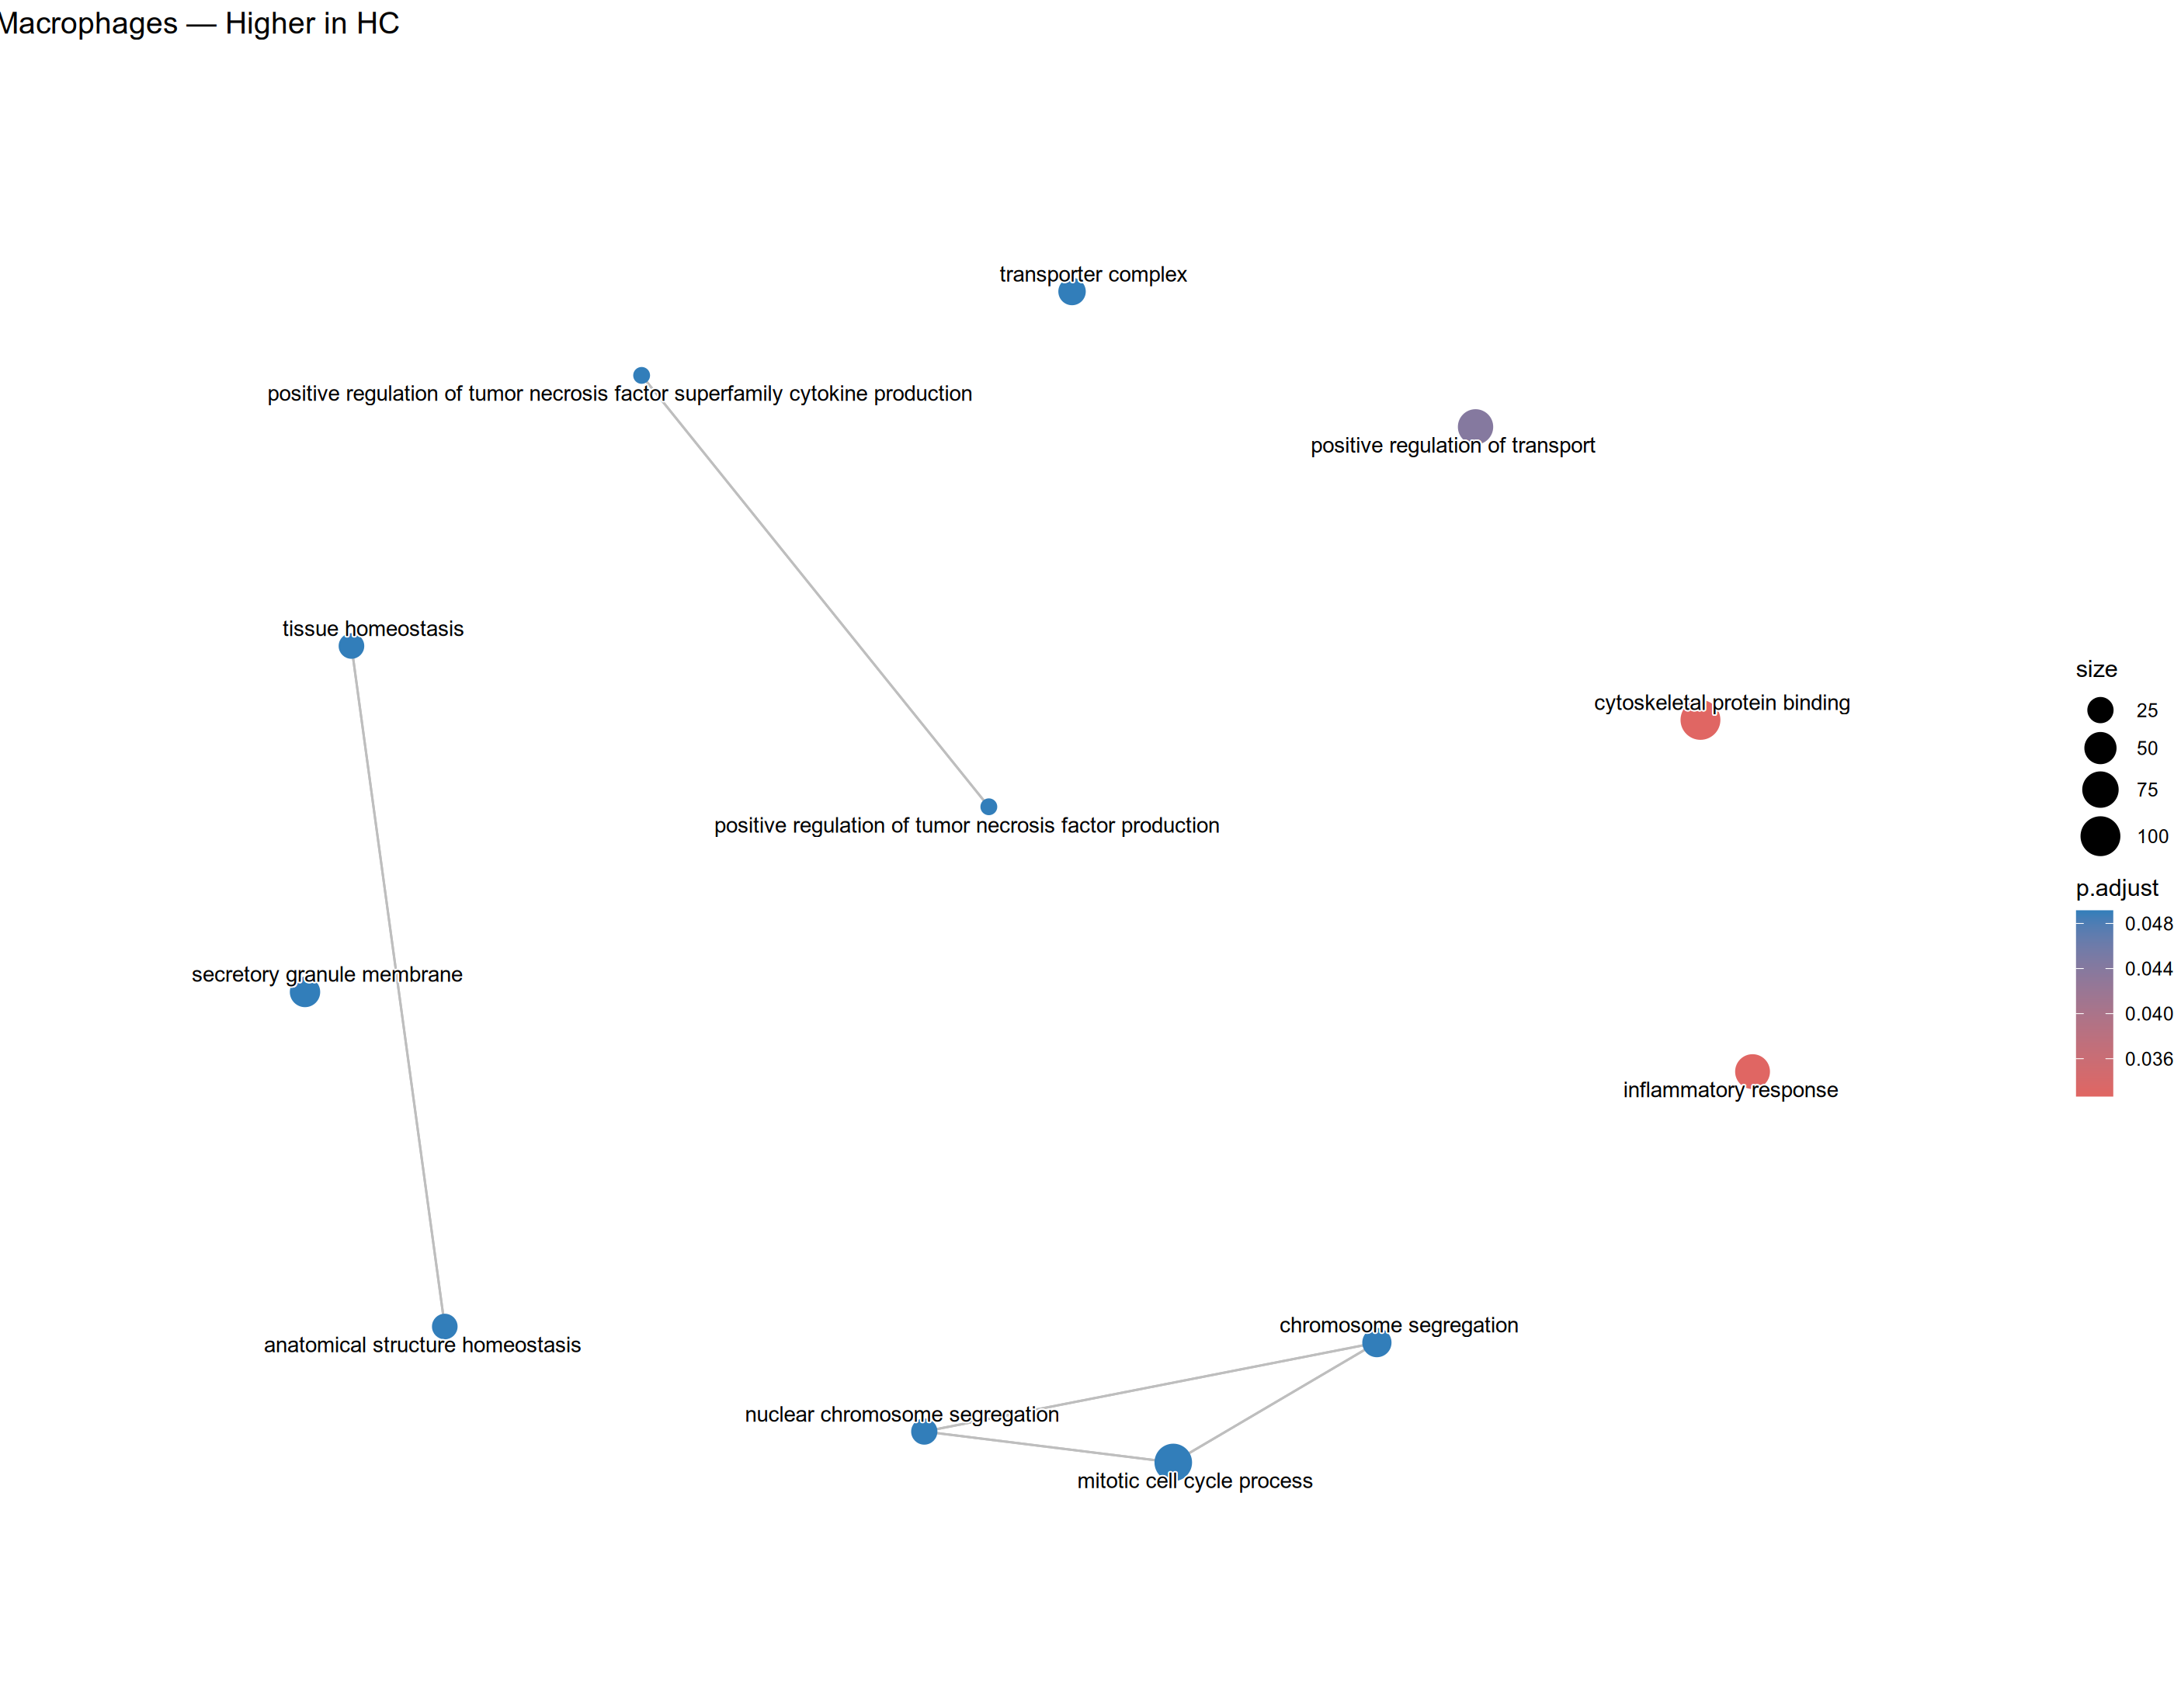 Macrophages — Higher in HC
transporter complex
positive regulation of tumor necrosis factor superfamily cytokine production
positive regulation of transport
tissue homeostasis
cytoskeletal protein binding
positive regulation of tumor necrosis factor production
secretory granule membrane
inflammatory response
anatomical structure homeostasis
chromosome segregation
nuclear chromosome segregation
mitotic cell cycle process
size
25
50
75
100
p.adjust
0.048
0.044
0.040
0.036